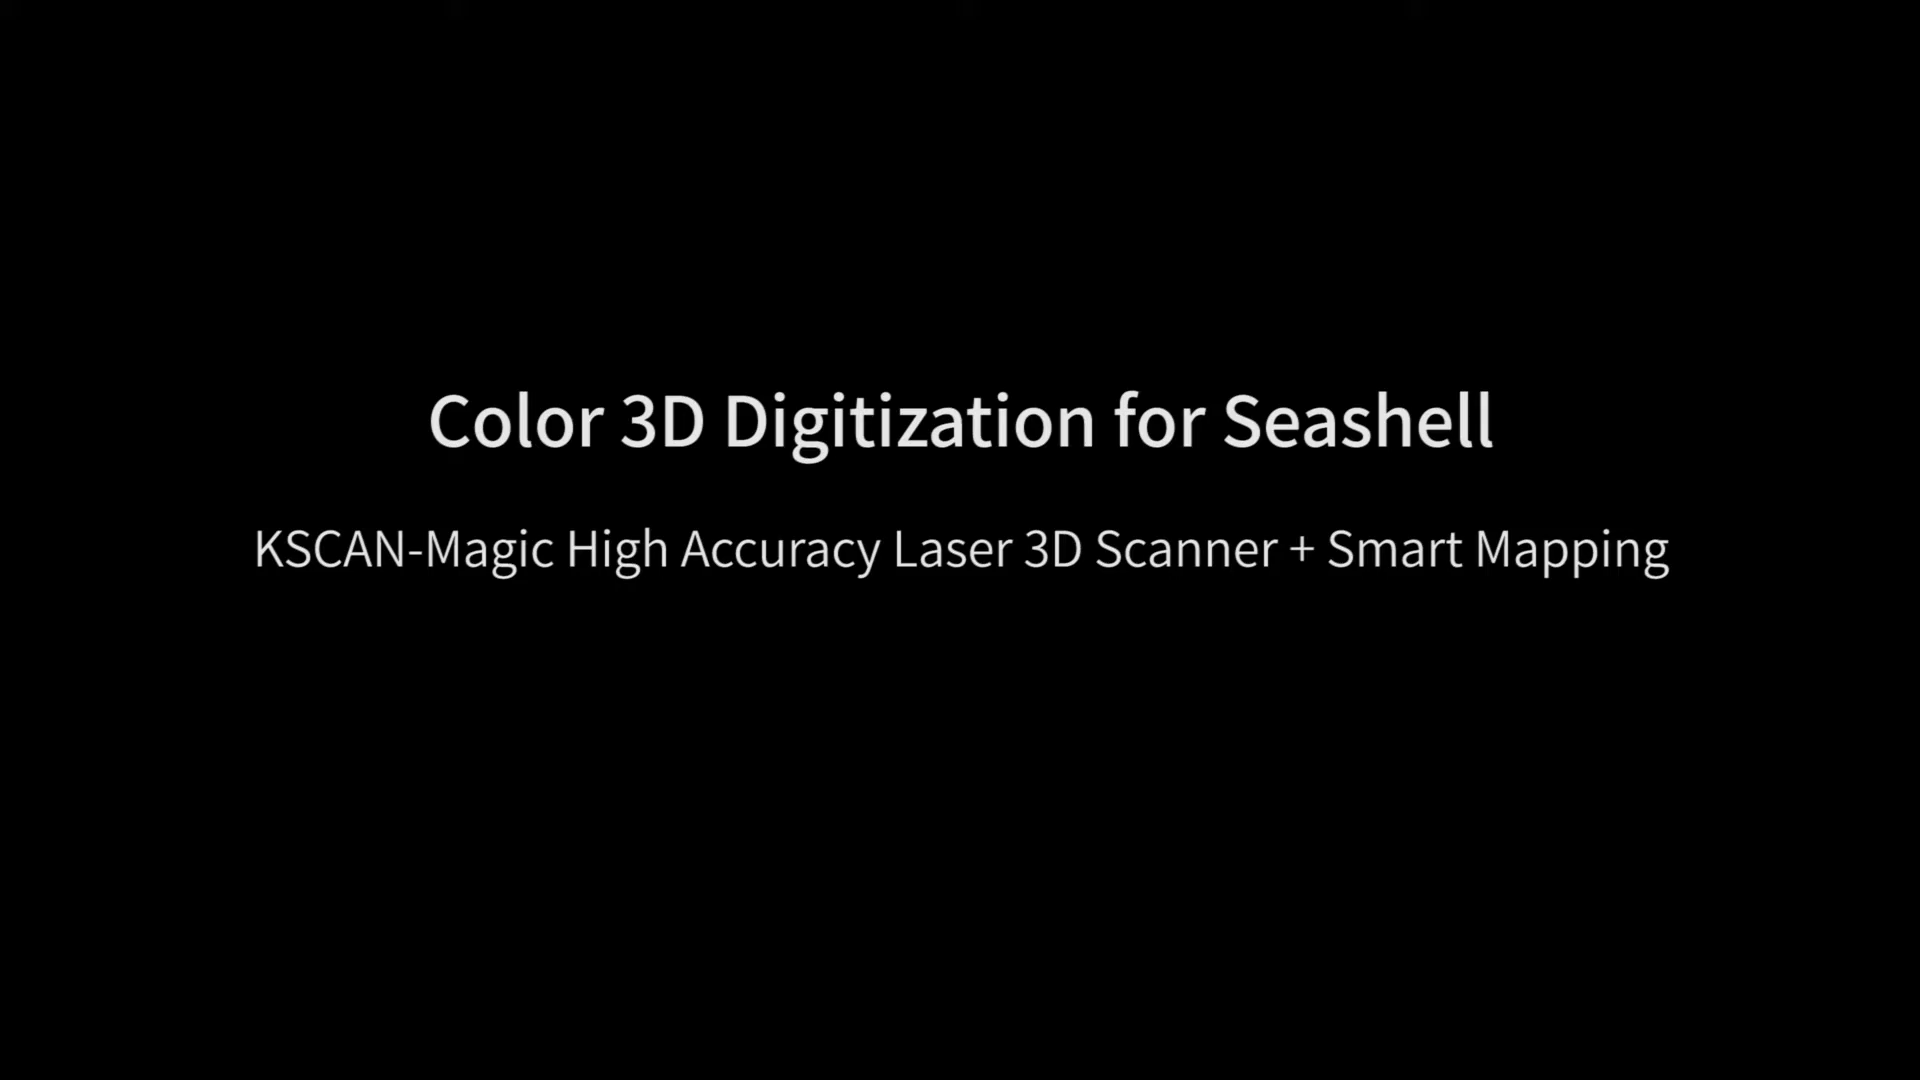 Color 3D Digitization for Seashell
KSCAN-Magic High Accuracy Laser 3D Scanner + Smart Mapping